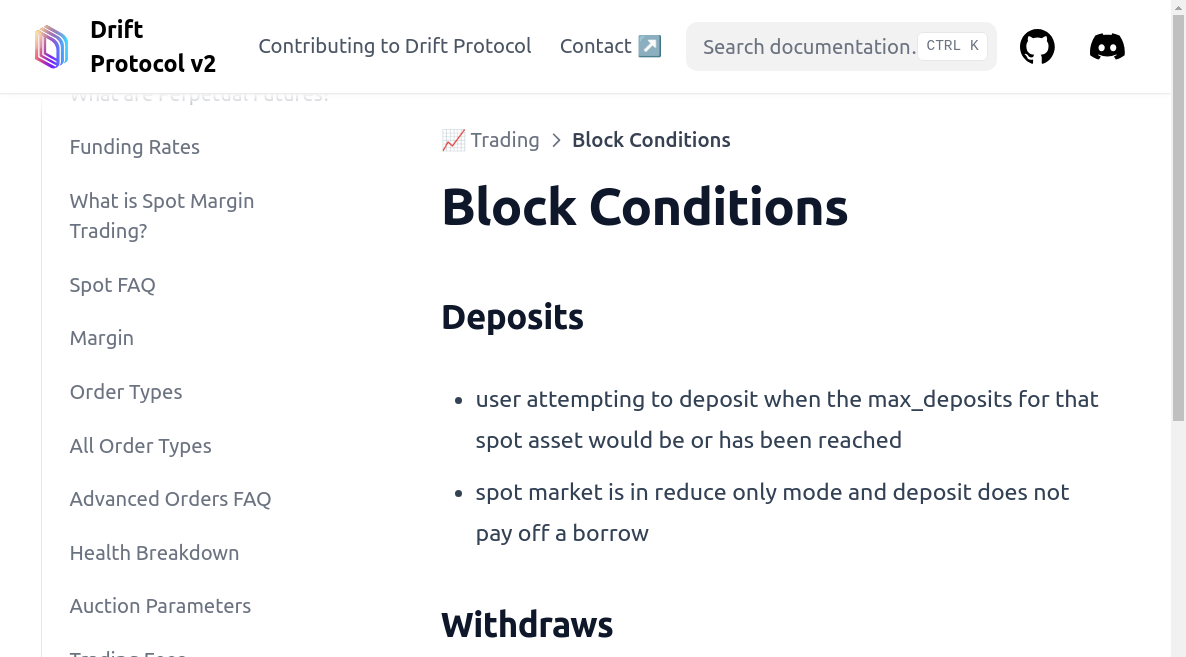 Drift
Protocol v2
Contributing to Drift Protocol
Contact ↗
Search documentation.
CTRL K
What are Perpetual Futures?
Funding Rates
What is Spot Margin
Trading?
Spot FAQ
Margin
Order Types
All Order Types
Advanced Orders FAQ
Health Breakdown
Auction Parameters
Trading Fees
📈 Trading > Block Conditions
Block Conditions
Deposits
• user attempting to deposit when the max_deposits for that
spot asset would be or has been reached
• spot market is in reduce only mode and deposit does not
pay off a borrow
Withdraws